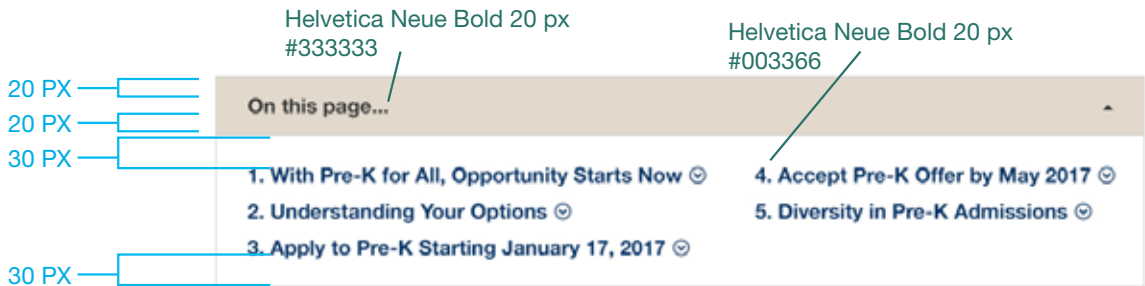 Helvetica Neue Bold 20 px
#333333
Helvetica Neue Bold 20 px
#003366
20 PX
On this page...
20 PX
30 PX
1. With Pre-K for All, Opportunity Starts Now
2. Understanding Your Options
3. Apply to Pre-K Starting January 17, 2017
4. Accept Pre-K Offer by May 2017
5. Diversity in Pre-K Admissions
30 PX